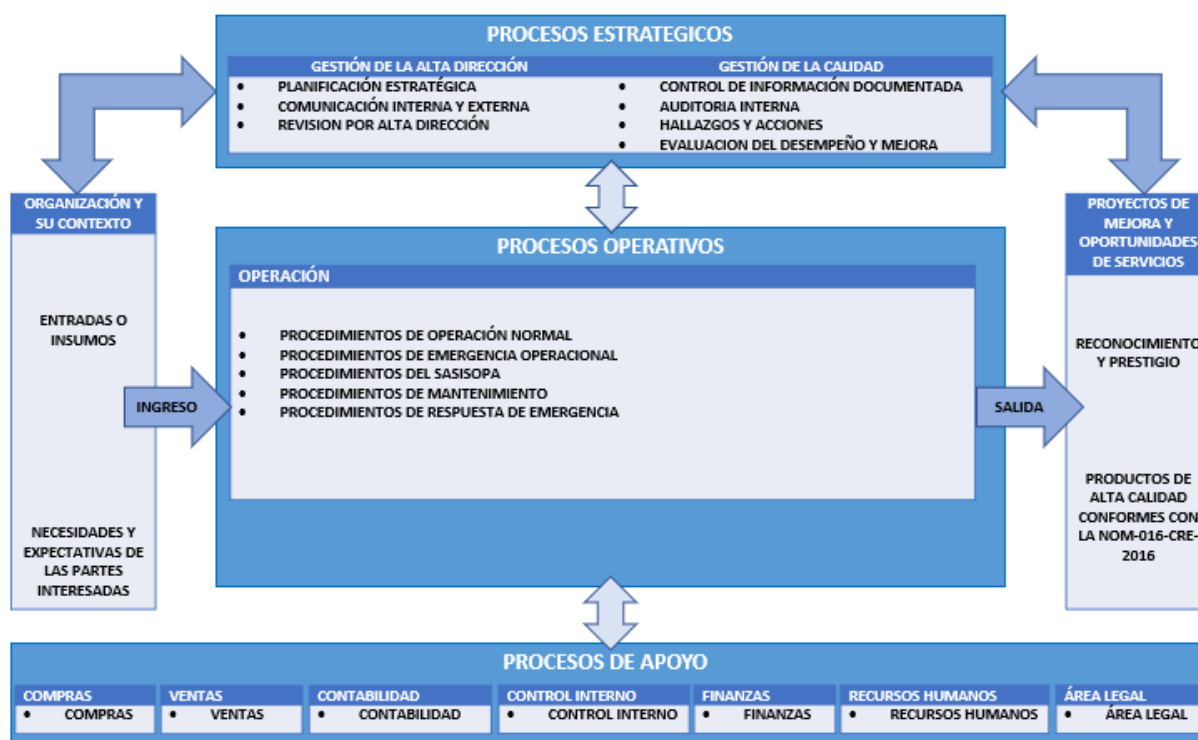 PROCESOS ESTRATEGICOS
GESTIÓN DE LA ALTA DIRECCIÓN
• PLANIFICACIÓN ESTRATÉGICA
• COMUNICACIÓN INTERNA Y EXTERNA
• REVISION POR ALTA DIRECCIÓN
GESTIÓN DE LA CALIDAD
• CONTROL DE INFORMACIÓN DOCUMENTADA
• AUDITORIA INTERNA
• HALLAZGOS Y ACCIONES
• EVALUACION DEL DESEMPEÑO Y MEJORA
ORGANIZACIÓN Y
SU CONTEXTO
ENTRADAS O
INSUMOS
NECESIDADES Y
EXPECTATIVAS DE
LAS PARTES
INTERESADAS
INGRESO
PROCESOS OPERATIVOS
OPERACIÓN
• PROCEDIMIENTOS DE OPERACIÓN NORMAL
• PROCEDIMIENTOS DE EMERGENCIA OPERACIONAL
• PROCEDIMIENTOS DEL SASISOPA
• PROCEDIMIENTOS DE MANTENIMIENTO
• PROCEDIMIENTOS DE RESPUESTA DE EMERGENCIA
SALIDA
PROYECTOS DE
MEJORA Y
OPORTUNIDADES
DE SERVICIOS
RECONOCIMIENTO
Y PRESTIGIO
PRODUCTOS DE
ALTA CALIDAD
CONFORMES CON
LA NOM-016-CRE-
2016
PROCESOS DE APOYO
COMPRAS
• COMPRAS
VENTAS
• VENTAS
CONTABILIDAD
• CONTABILIDAD
CONTROL INTERNO
• CONTROL INTERNO
FINANZAS
• FINANZAS
RECURSOS HUMANOS
• RECURSOS HUMANOS
ÁREA LEGAL
• ÁREA LEGAL